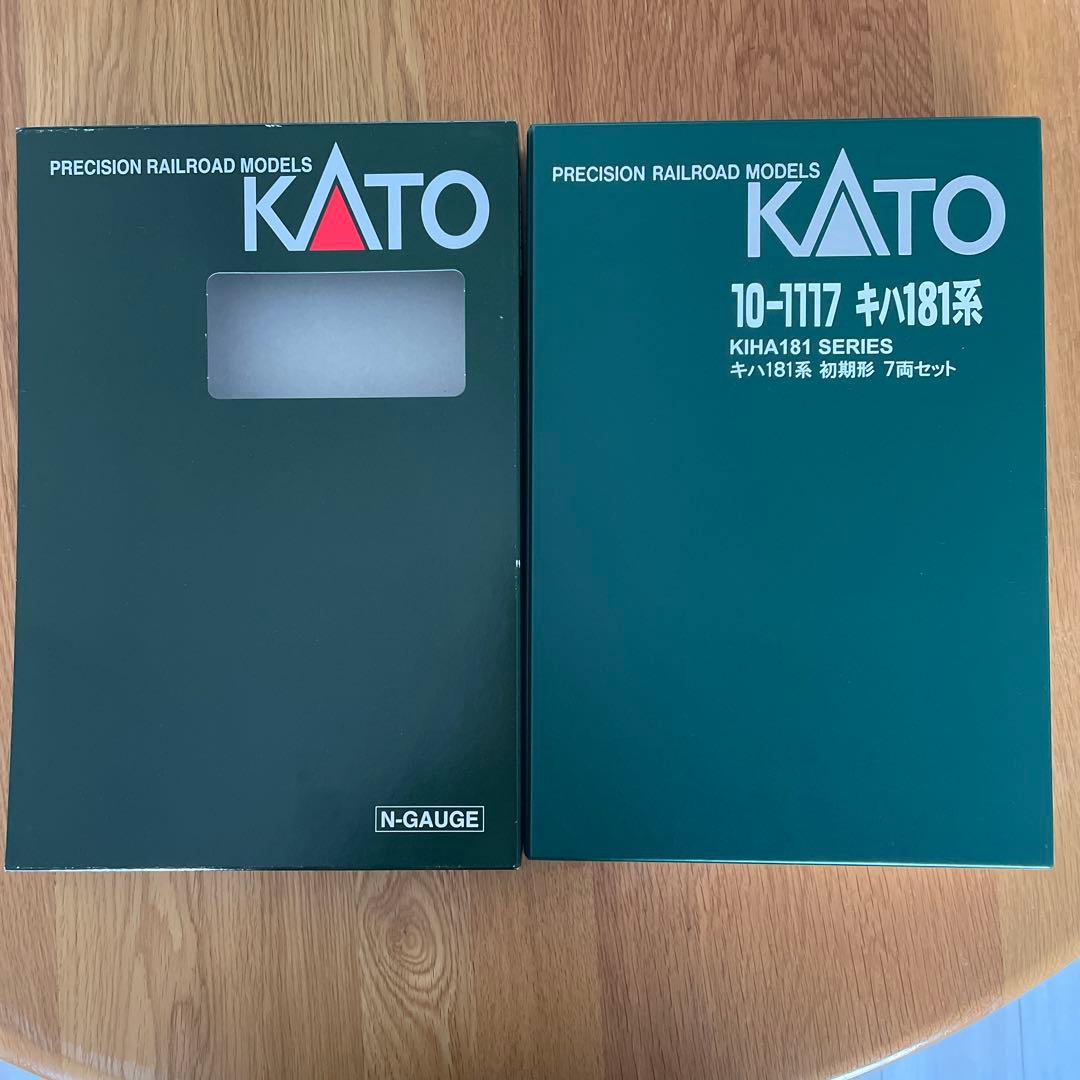 PRECISION RAILROAD MODELS
KATO
N-GAUGE
PRECISION RAILROAD MODELS
KATO
10-1117 キハ181系
KIHA181 SERIES
キハ181系 初期形 7両セット